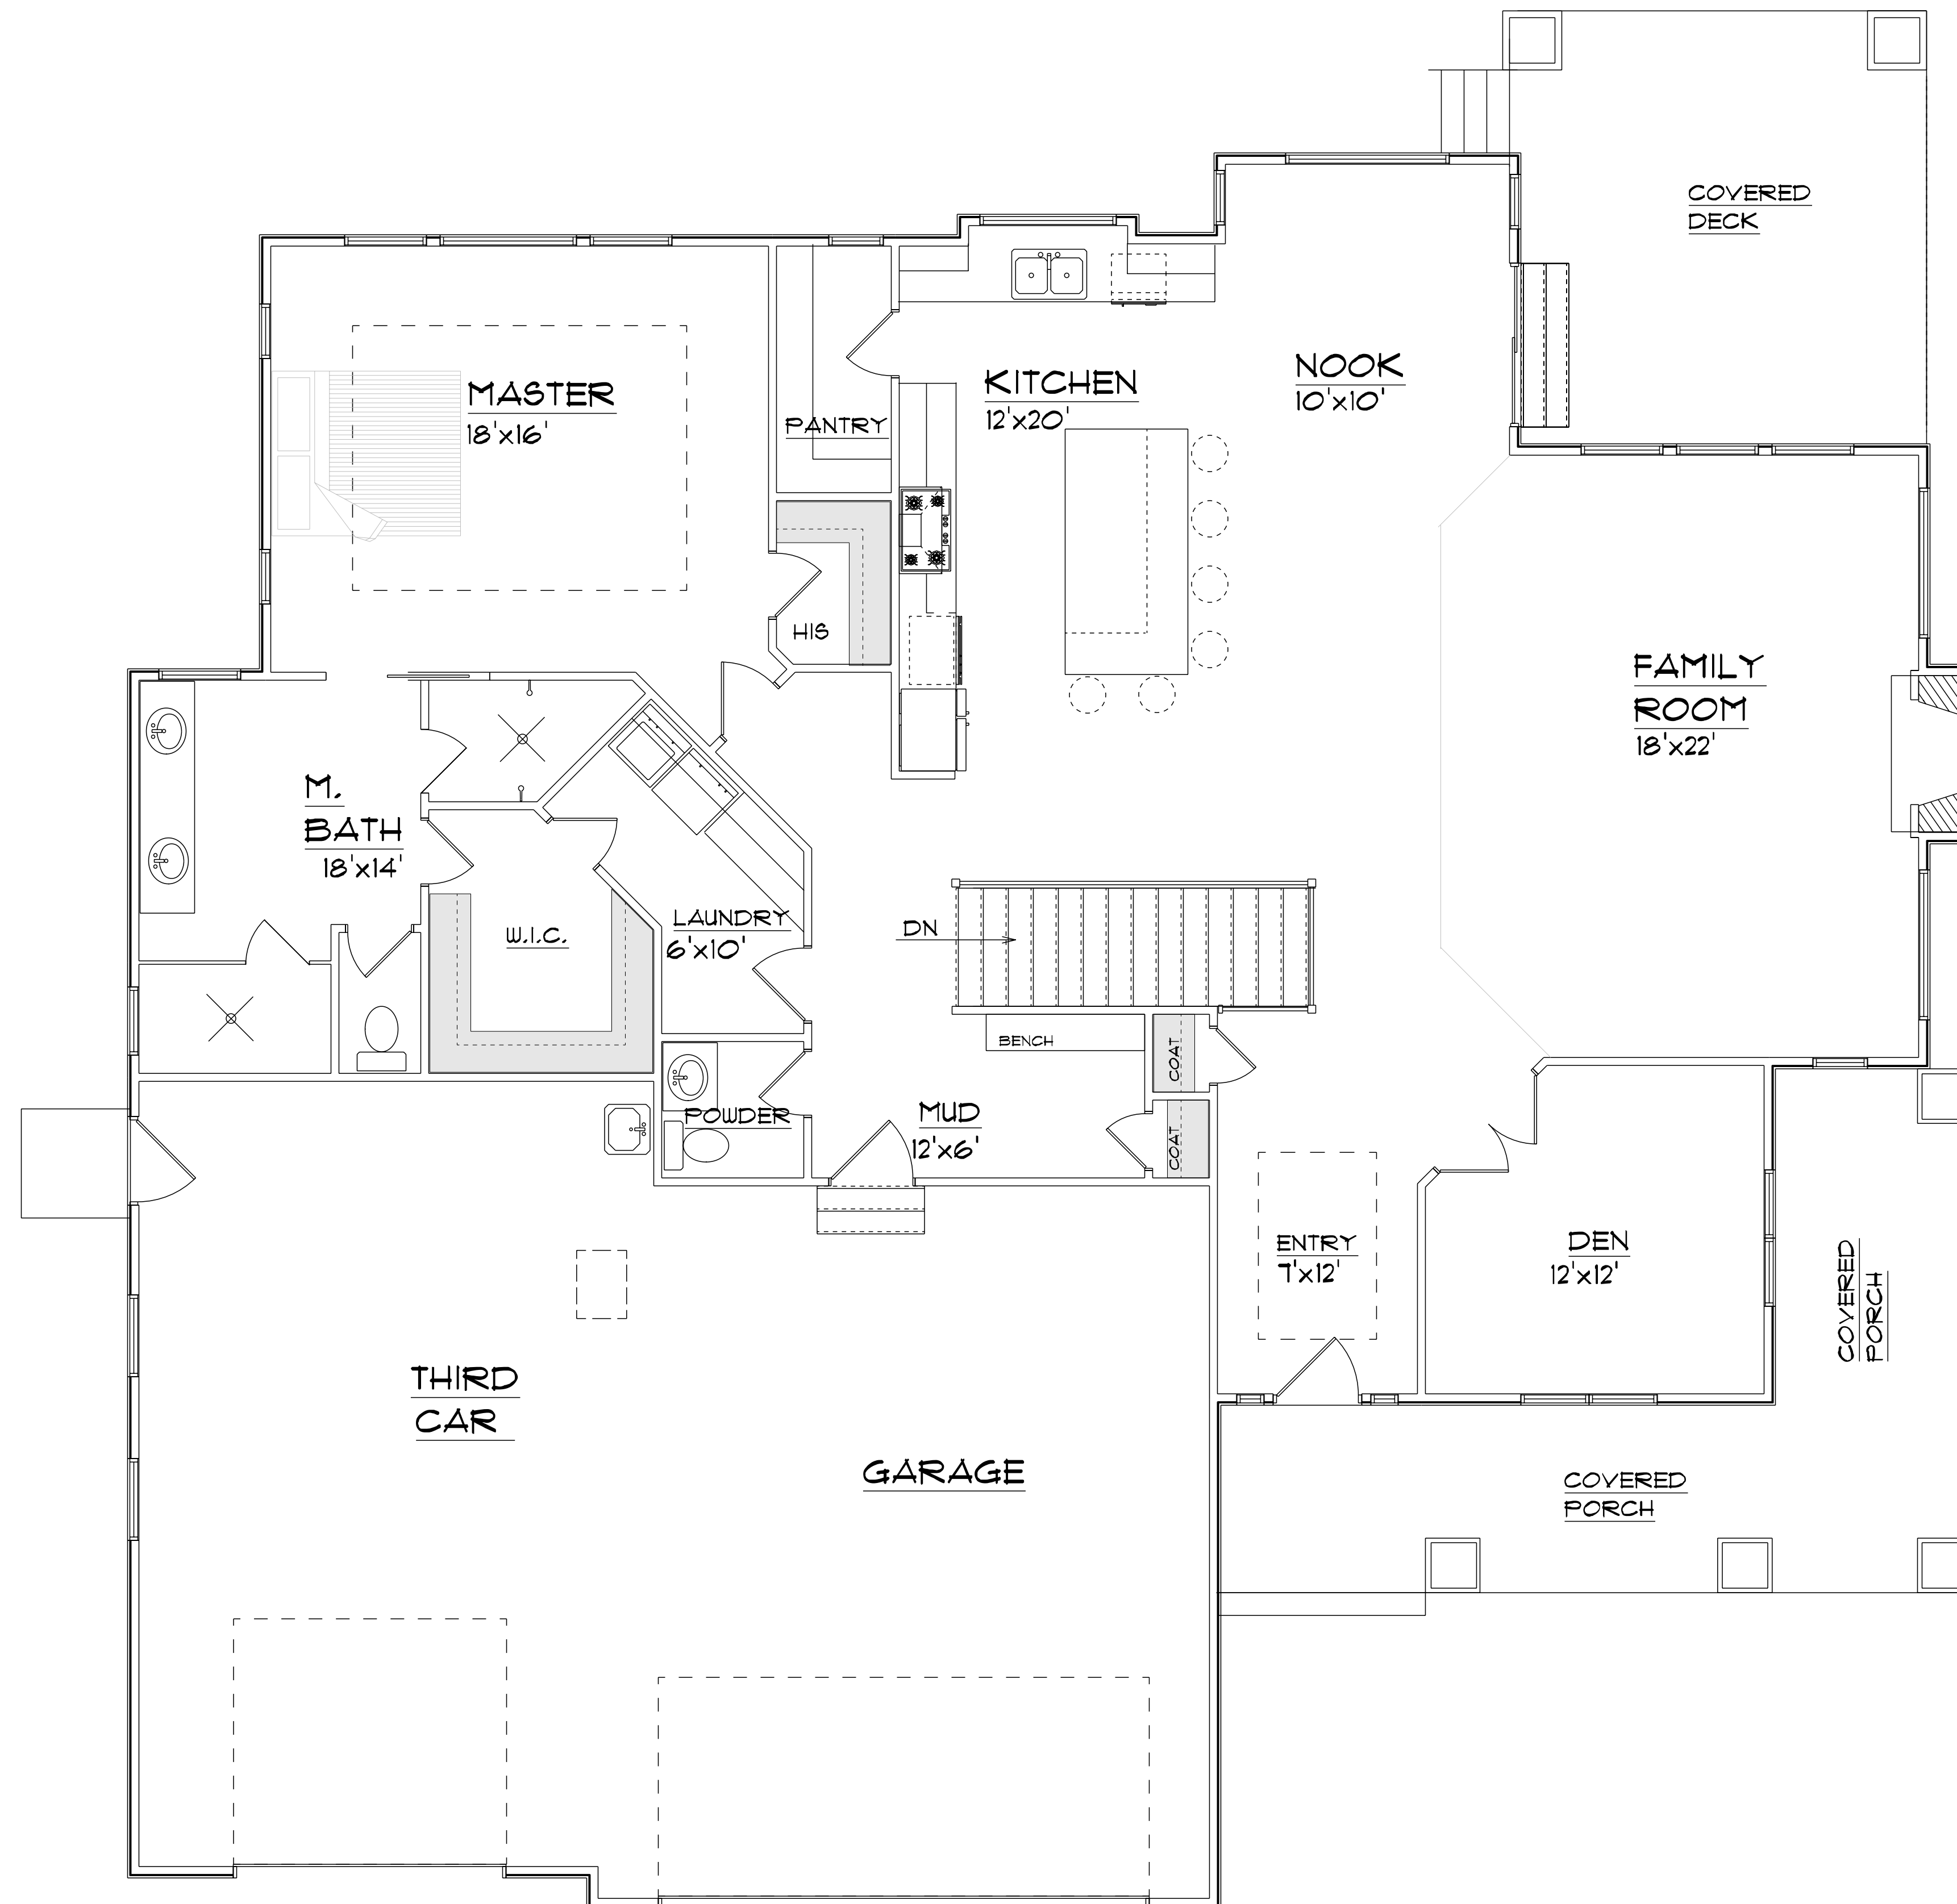 COVERED
DECK
MASTER
18'x16'
PANTRY
KITCHEN
12'x20'
NOOK
10'x10'
HIS
FAMILY
ROOM
18'x22'
M.
BATH
18'x14'
W.I.C.
LAUNDRY
6'x10'
DN
BENCH
COAT
COAT
POWDER
MUD
12'x6'
ENTRY
7'x12'
DEN
12'x12'
COVERED
PORCH
THIRD
CAR
GARAGE
COVERED
PORCH